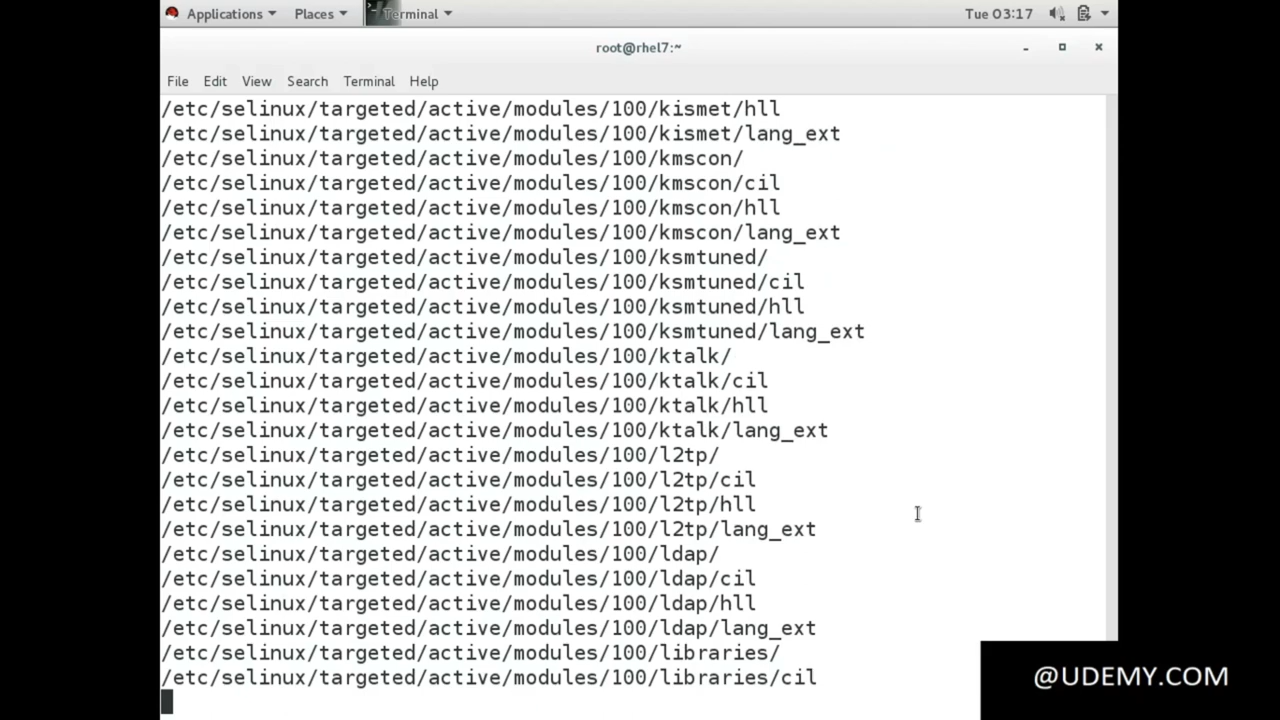 Applications Places Terminal Tue 03:17
root@rhel7:~
File Edit View Search Terminal Help
/etc/selinux/targeted/active/modules/100/kismet/hll
/etc/selinux/targeted/active/modules/100/kismet/lang_ext
/etc/selinux/targeted/active/modules/100/kmscon/
/etc/selinux/targeted/active/modules/100/kmscon/cil
/etc/selinux/targeted/active/modules/100/kmscon/hll
/etc/selinux/targeted/active/modules/100/kmscon/lang_ext
/etc/selinux/targeted/active/modules/100/ksmtuned/
/etc/selinux/targeted/active/modules/100/ksmtuned/cil
/etc/selinux/targeted/active/modules/100/ksmtuned/hll
/etc/selinux/targeted/active/modules/100/ksmtuned/lang_ext
/etc/selinux/targeted/active/modules/100/ktalk/
/etc/selinux/targeted/active/modules/100/ktalk/cil
/etc/selinux/targeted/active/modules/100/ktalk/hll
/etc/selinux/targeted/active/modules/100/ktalk/lang_ext
/etc/selinux/targeted/active/modules/100/l2tp/
/etc/selinux/targeted/active/modules/100/l2tp/cil
/etc/selinux/targeted/active/modules/100/l2tp/hll
/etc/selinux/targeted/active/modules/100/l2tp/lang_ext
/etc/selinux/targeted/active/modules/100/ldap/
/etc/selinux/targeted/active/modules/100/ldap/cil
/etc/selinux/targeted/active/modules/100/ldap/hll
/etc/selinux/targeted/active/modules/100/ldap/lang_ext
/etc/selinux/targeted/active/modules/100/libraries/
/etc/selinux/targeted/active/modules/100/libraries/cil
@UDEMY.COM